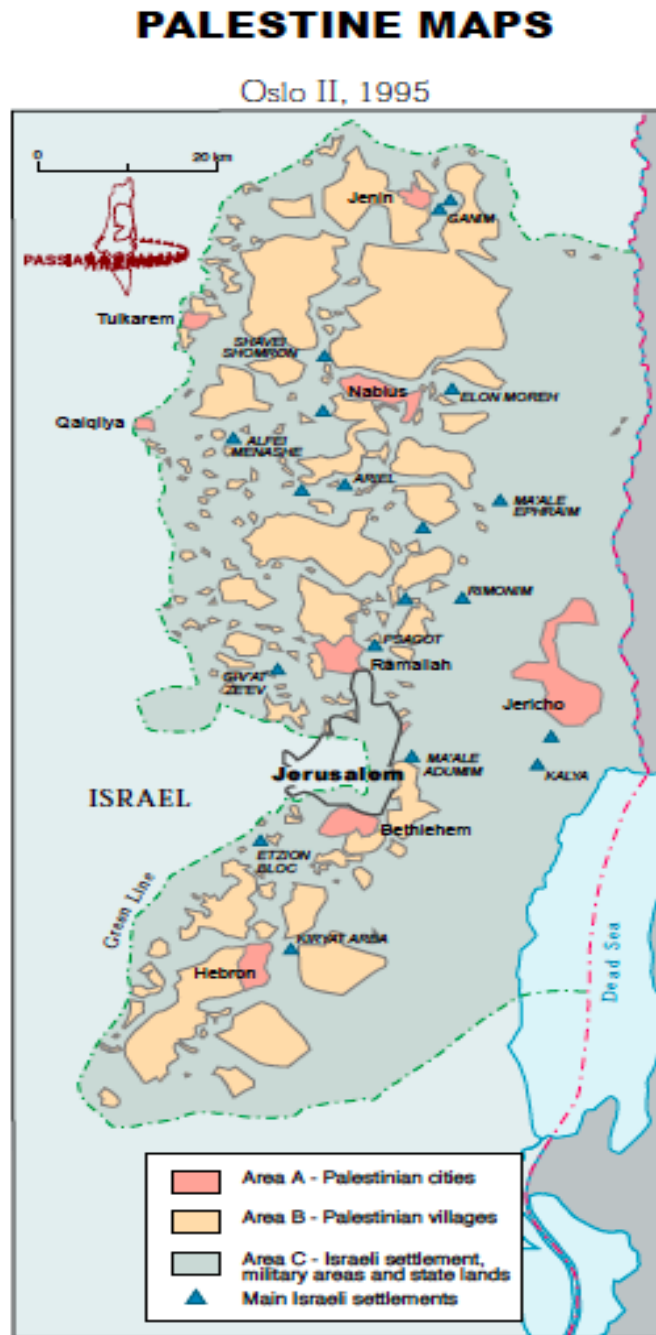 PALESTINE MAPS
Oslo II, 1995
0 20 km
Jenin
GANIM
Tulkarem
SHAVEI
SHOMRON
Nablus
ELON MOREH
Qalqilya
ALFEI
MENASHE
ARIEL
MA'ALE
EPHRAIM
RIMONIM
PSAGOT
Ramallah
GIV'AT
ZE'EV
Jericho
Jerusalem
MA'ALE
ADUMIM
KALYA
ISRAEL
Bethlehem
ETZION
BLOC
Green Line
KIRYAT ARBA
Hebron
Dead Sea
Area A - Palestinian cities
Area B - Palestinian villages
Area C - Israeli settlement,
military areas and state lands
Main Israeli settlements